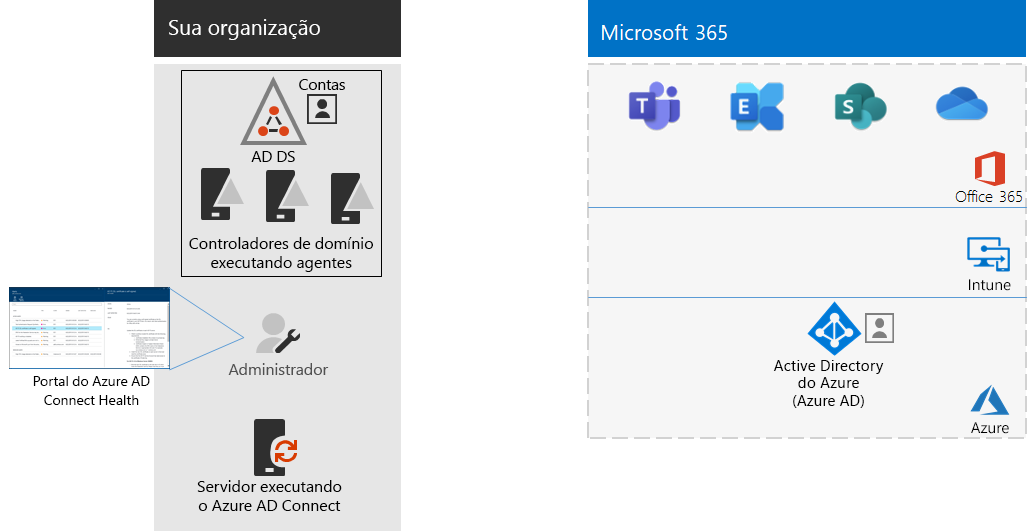 Sua organização
Contas
AD DS
Controladores de domínio
executando agentes
Portal do Azure AD
Connect Health
Administrador
Servidor executando
o Azure AD Connect
Microsoft 365
T
E
S
Office 365
Intune
Active Directory
do Azure
(Azure AD)
Azure